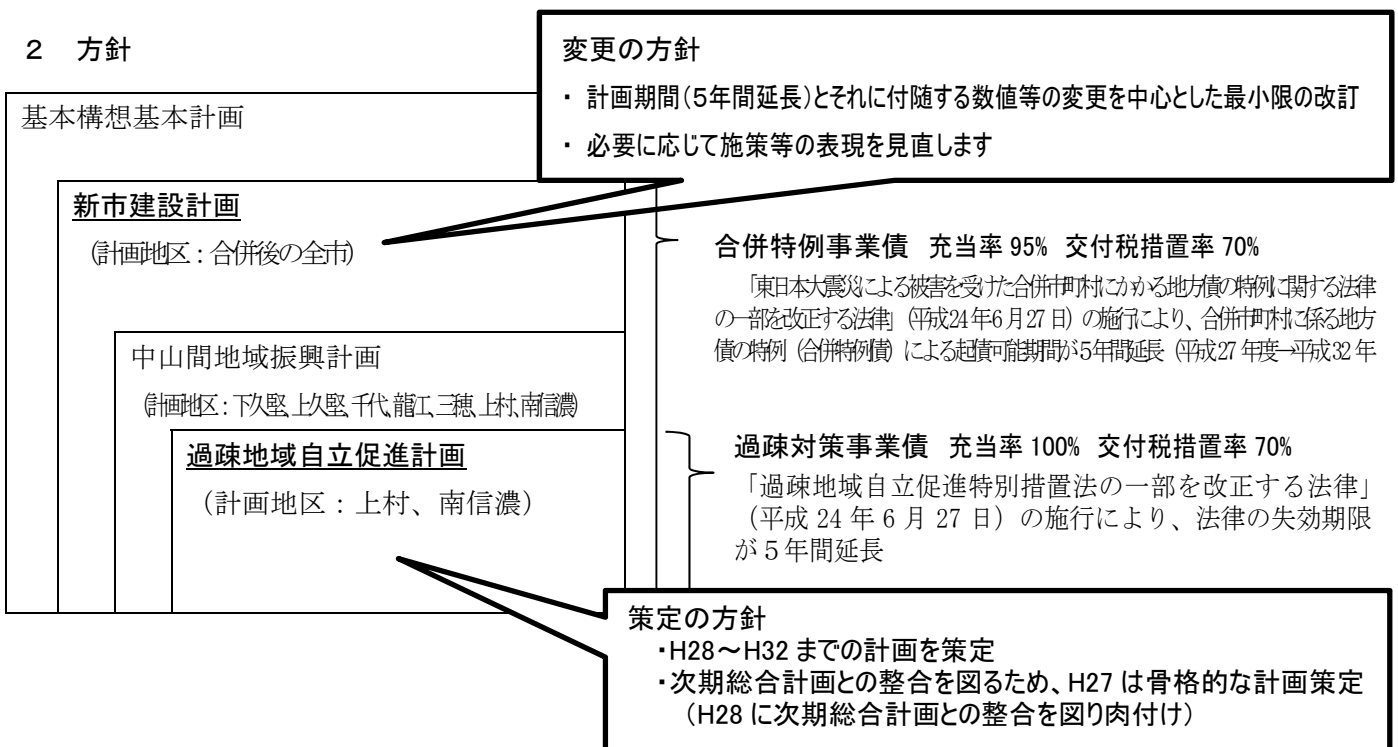 ２　方針
変更の方針
・ 計画期間（５年間延長）とそれに付随する数値等の変更を中心とした最小限の改訂
・ 必要に応じて施策等の表現を見直します
基本構想基本計画
新市建設計画
（計画地区：合併後の全市）
合併特例事業債　充当率 95%　交付税措置率 70%
「東日本大震災による被害を受けた合併市町村にかかる地方債の特例に関する法律
の一部を改正する法律」（平成24年6月27日）の施行により、合併市町村に係る地方
債の特例（合併特例債）による起債可能期間が5年間延長（平成27年度→平成32年
中山間地域振興計画
（計画地区：下久堅、上久堅、千代、龍江、三穂、上村、南信濃）
過疎地域自立促進計画
（計画地区：上村、南信濃）
過疎対策事業債　充当率 100%　交付税措置率 70%
「過疎地域自立促進特別措置法の一部を改正する法律」
（平成 24 年 6 月 27 日）の施行により、法律の失効期限
が５年間延長
策定の方針
・H28～H32 までの計画を策定
・次期総合計画との整合を図るため、H27 は骨格的な計画策定
（H28 に次期総合計画との整合を図り肉付け）